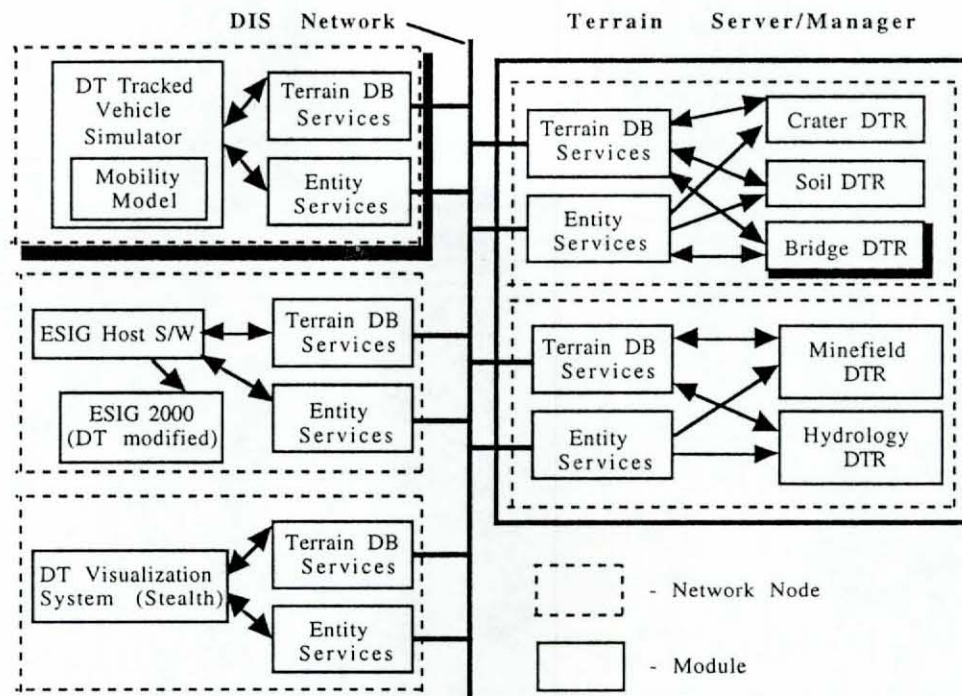 DIS Network
Terrain Server/Manager
DT Tracked
Vehicle
Simulator
Mobility
Model
Terrain DB
Services
Entity
Services
ESIG Host S/W
ESIG 2000
(DT modified)
Terrain DB
Services
Entity
Services
DT Visualization
System (Stealth)
Terrain DB
Services
Entity
Services
Terrain DB
Services
Entity
Services
Crater DTR
Soil DTR
Bridge DTR
Terrain DB
Services
Entity
Services
Minefield
DTR
Hydrology
DTR
- Network Node
- Module